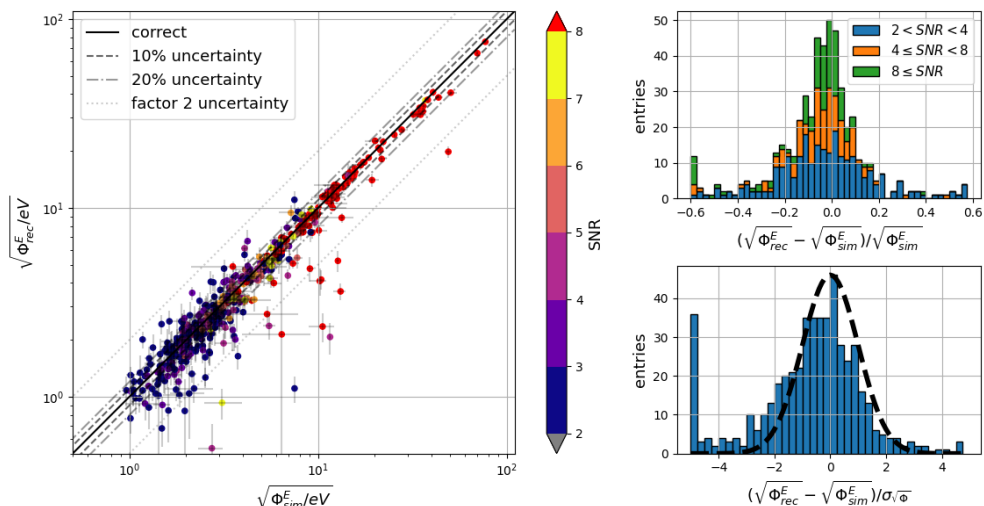 correct
10% uncertainty
20% uncertainty
factor 2 uncertainty
10²
10¹
10⁰
√Φ^E_rec/eV
10⁰ 10¹ 10²
√Φ^E_sim/eV
8
7
6
5
4
3
2
SNR
2 < SNR < 4
4 ≤ SNR < 8
8 ≤ SNR
50
40
30
20
10
0
entries
−0.6 −0.4 −0.2 0.0 0.2 0.4 0.6
(√Φ^E_rec − √Φ^E_sim)/√Φ^E_sim
40
30
20
10
0
entries
−4 −2 0 2 4
(√Φ^E_rec − √Φ^E_sim)/σ_√Φ